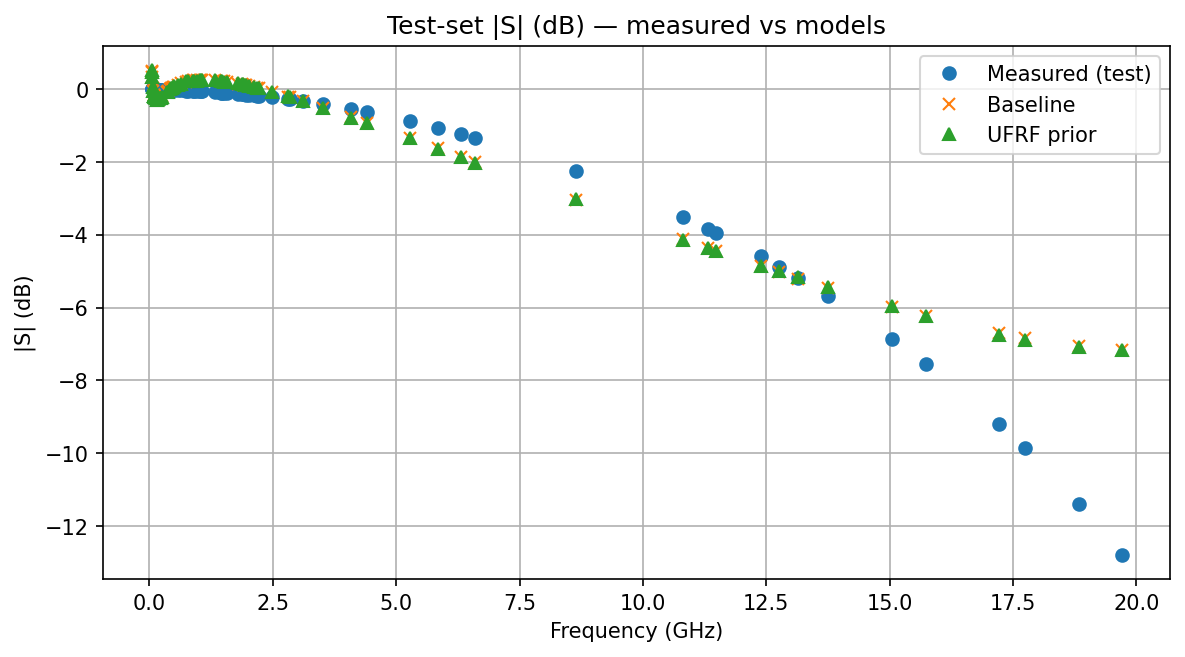 Test-set |S| (dB) — measured vs models
Measured (test)
Baseline
UFRF prior
|S| (dB)
0
−2
−4
−6
−8
−10
−12
0.0 2.5 5.0 7.5 10.0 12.5 15.0 17.5 20.0
Frequency (GHz)